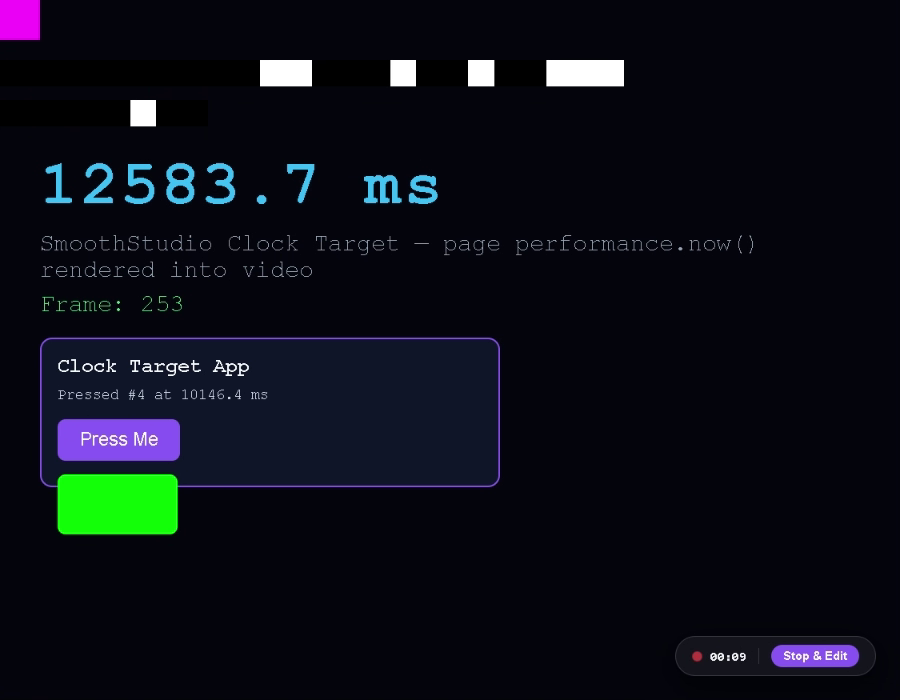 12583.7 ms
SmoothStudio Clock Target — page performance.now()
rendered into video
Frame: 253
Clock Target App
Pressed #4 at 10146.4 ms
Press Me
00:09
Stop & Edit